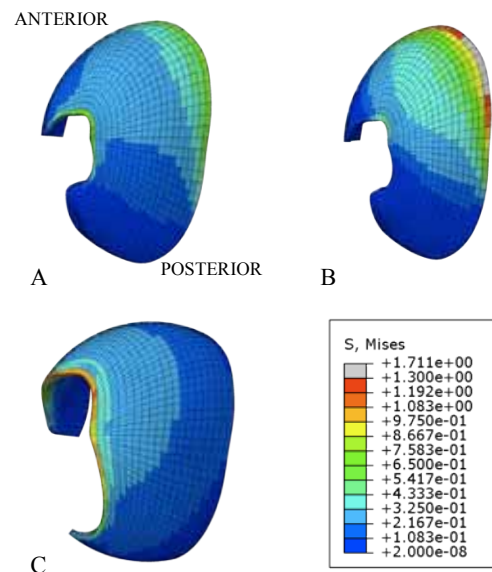 ANTERIOR
A
POSTERIOR
B
C
S, Mises
+1.711e+00
+1.300e+00
+1.192e+00
+1.083e+00
+9.750e-01
+8.667e-01
+7.583e-01
+6.500e-01
+5.417e-01
+4.333e-01
+3.250e-01
+2.167e-01
+1.083e-01
+2.000e-08